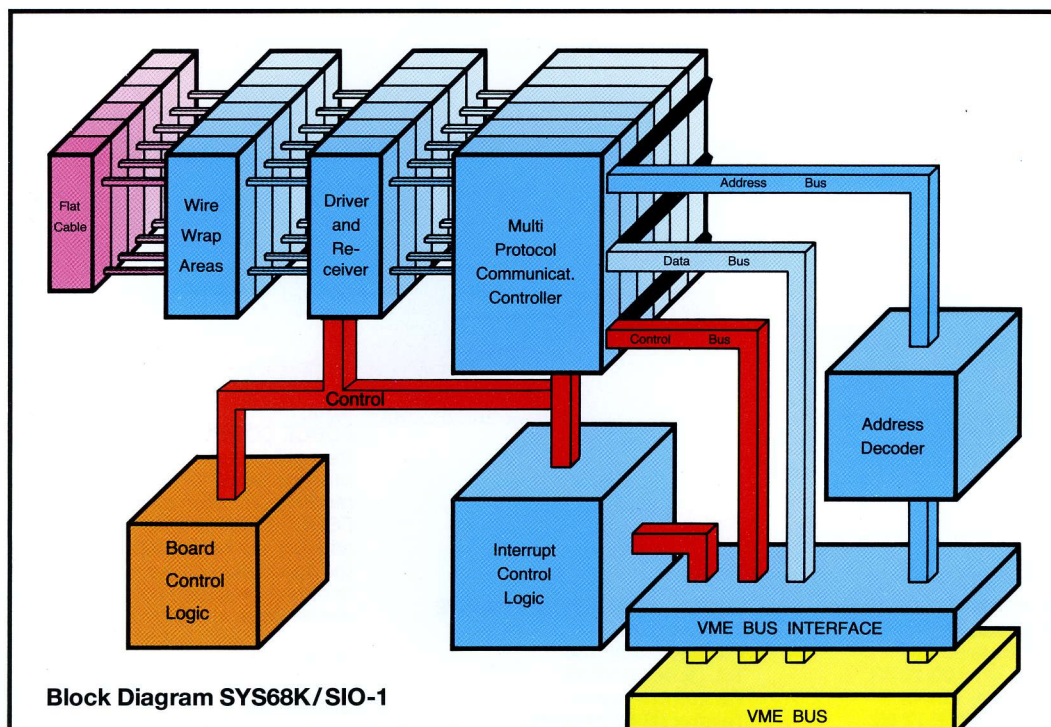 Flat
Cable
Wire
Wrap
Areas
Driver
and
Re-
ceiver
Multi
Protocol
Communicat.
Controller
Address Bus
Data Bus
Control Bus
Control
Address
Decoder
Board
Control
Logic
Interrupt
Control
Logic
VME BUS INTERFACE
VME BUS
Block Diagram SYS68K/SIO-1